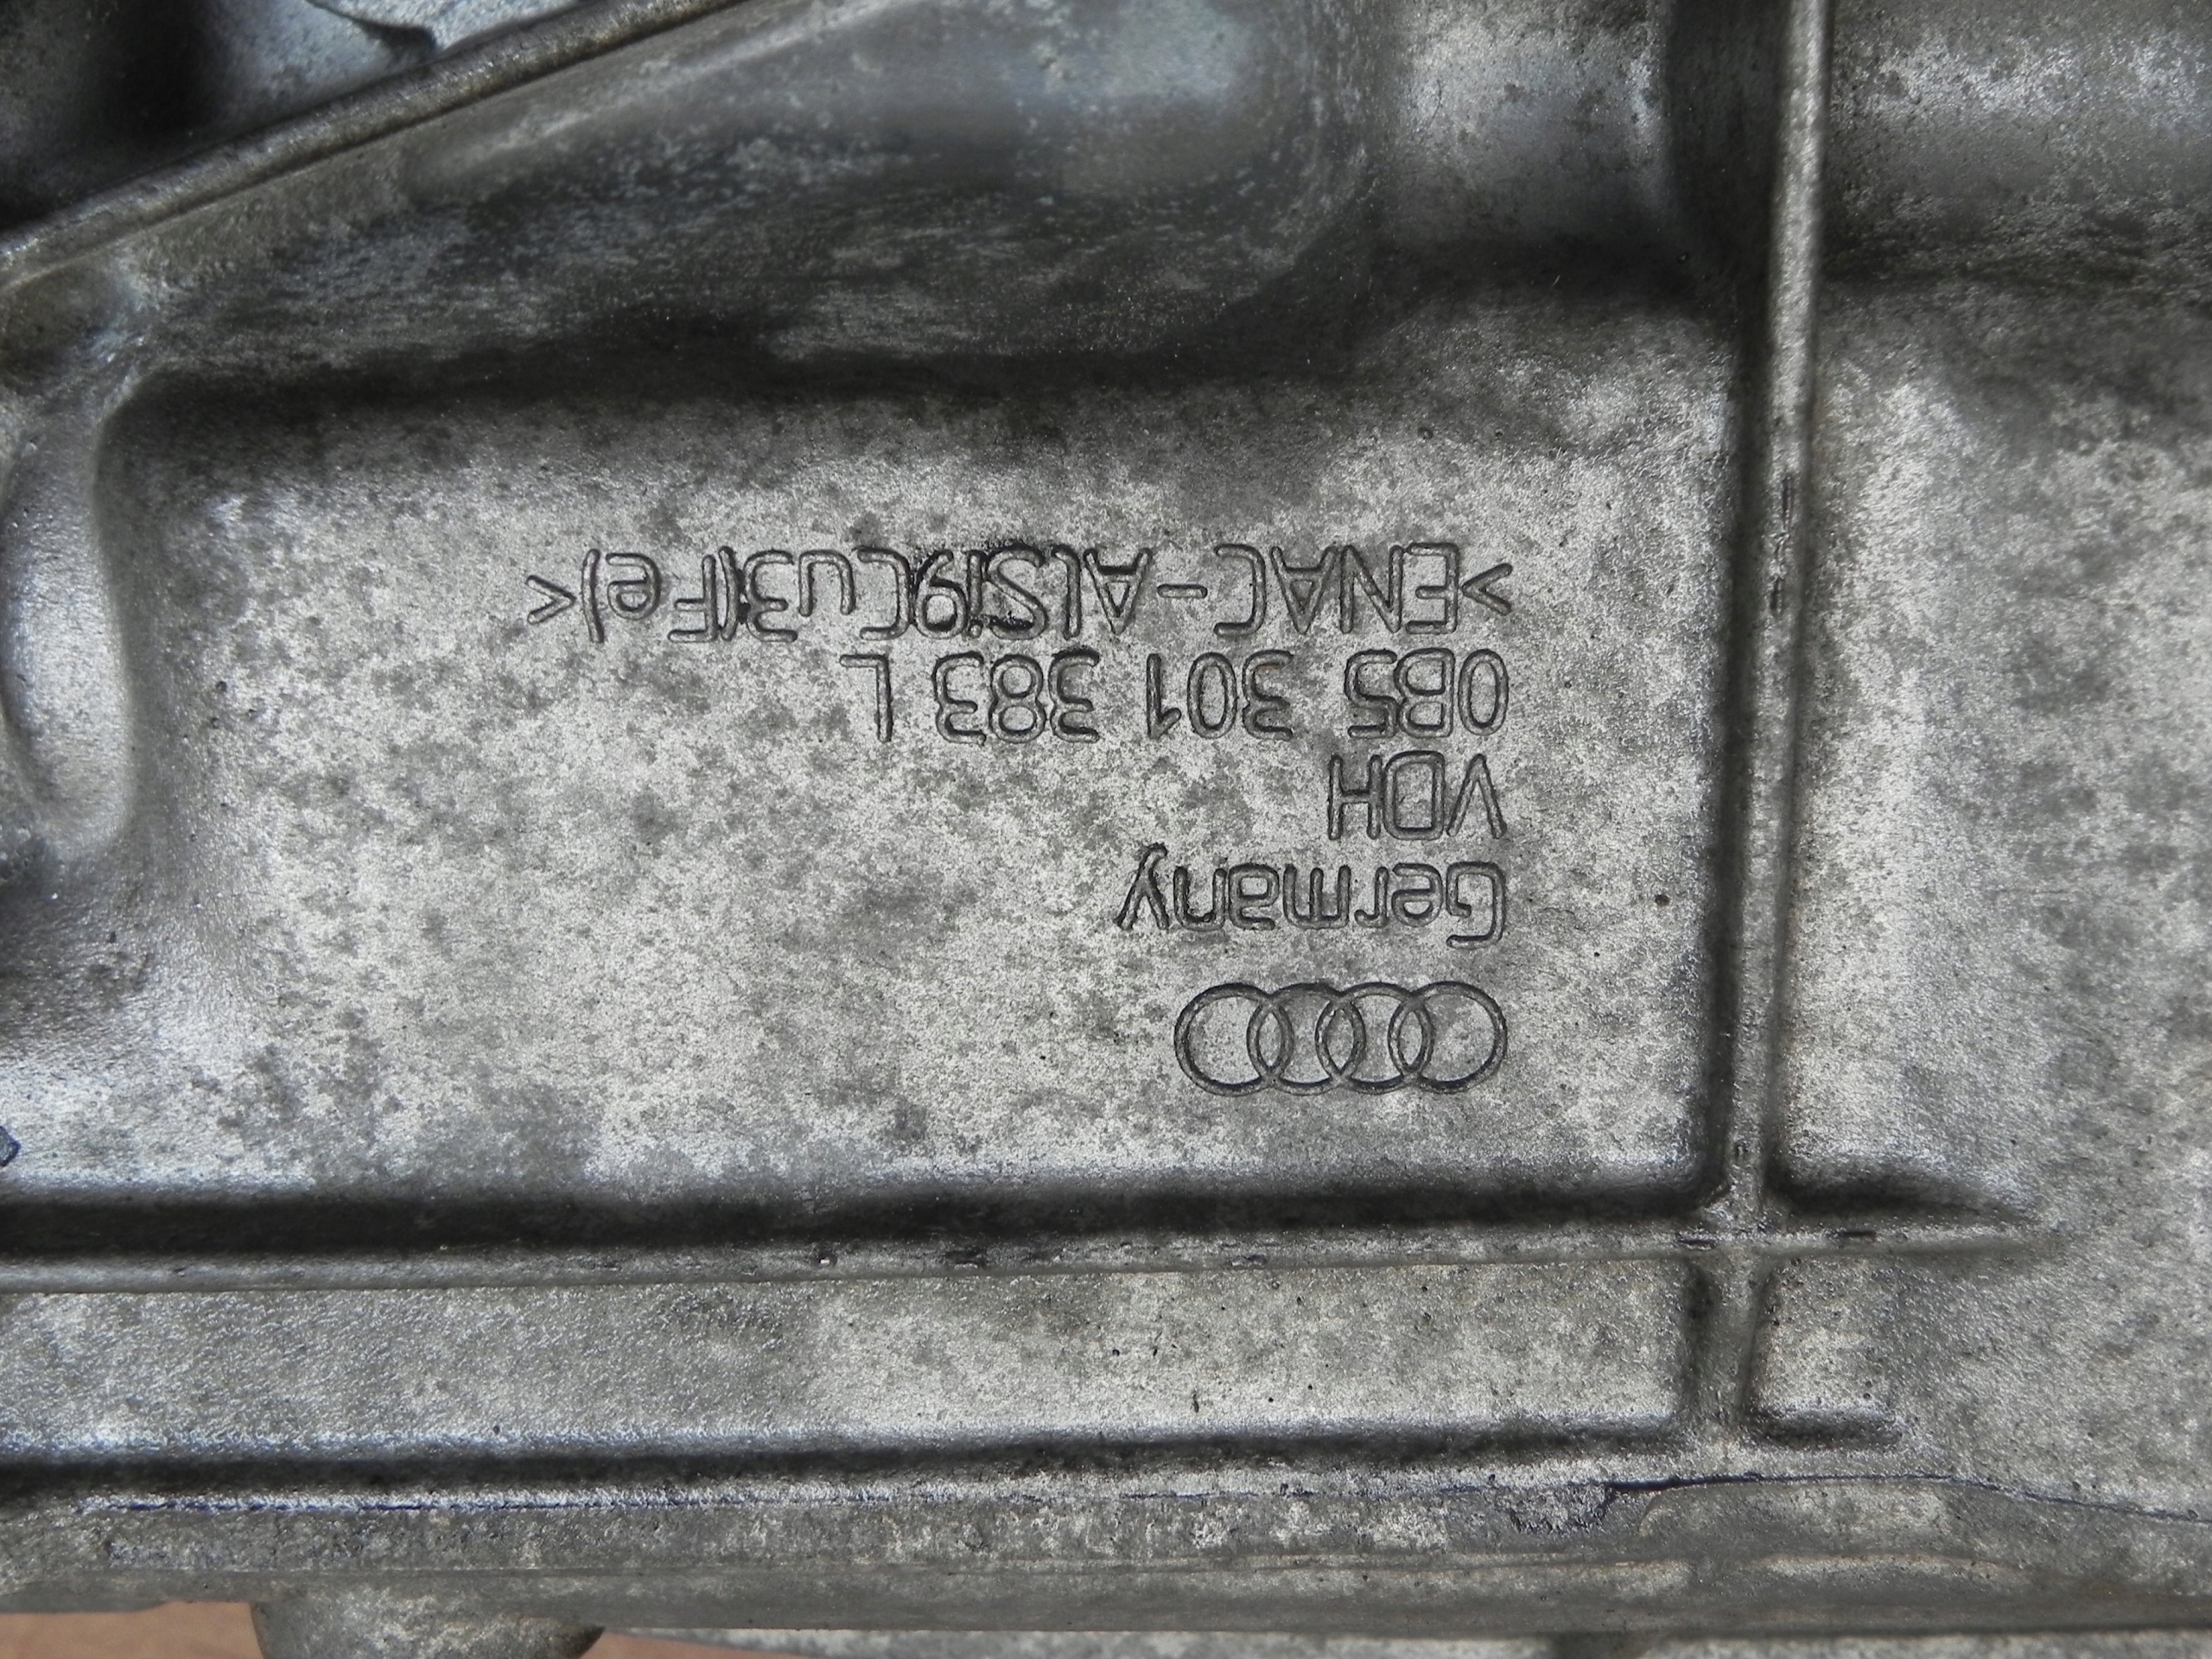 Germany
VDH
0B5 301 383 L
>ENAC-AlSi9Cu3(Fe)<